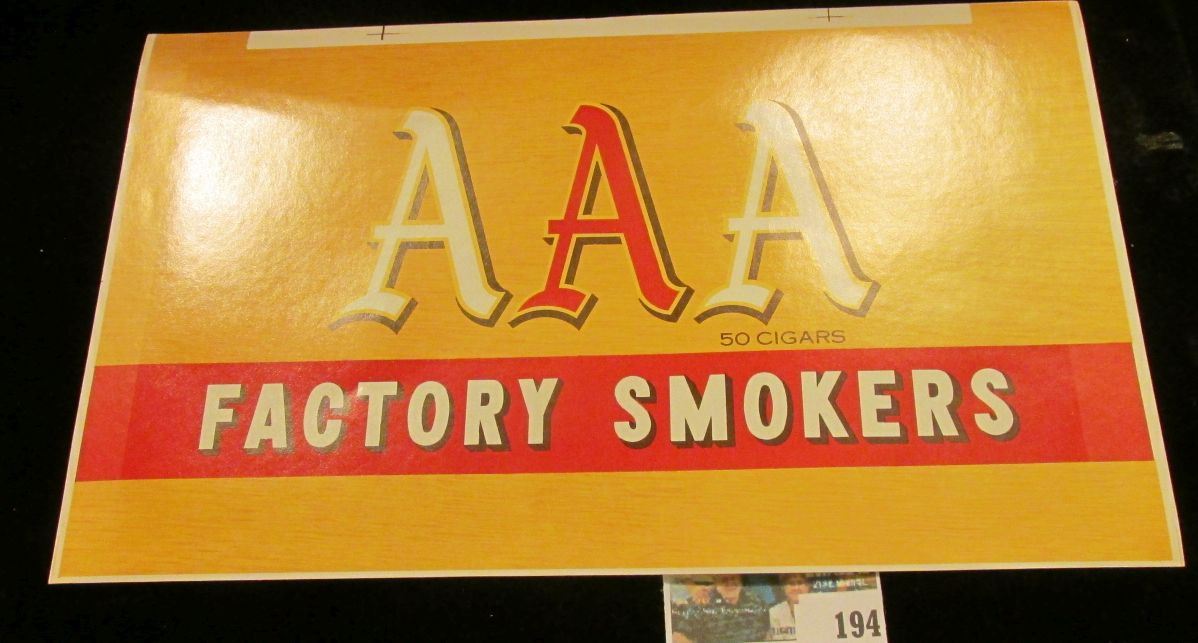 AAA
50 CIGARS
FACTORY SMOKERS
194